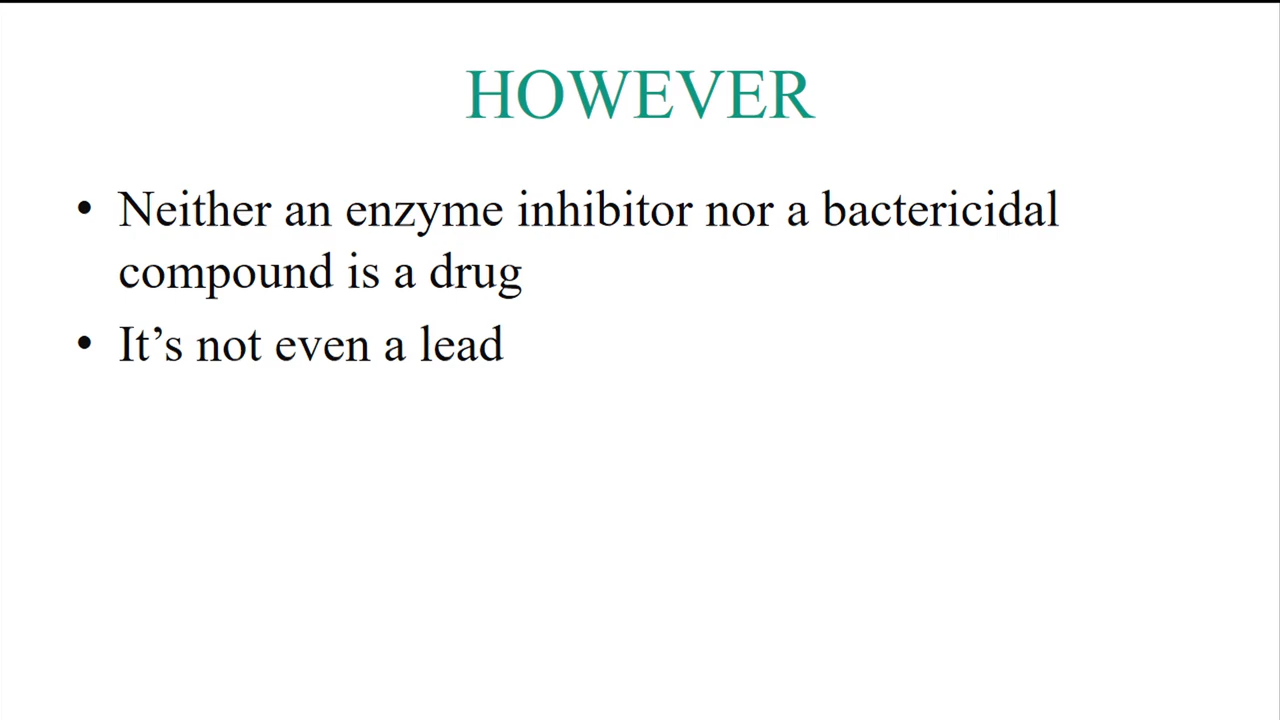 HOWEVER
• Neither an enzyme inhibitor nor a bactericidal
compound is a drug
• It’s not even a lead